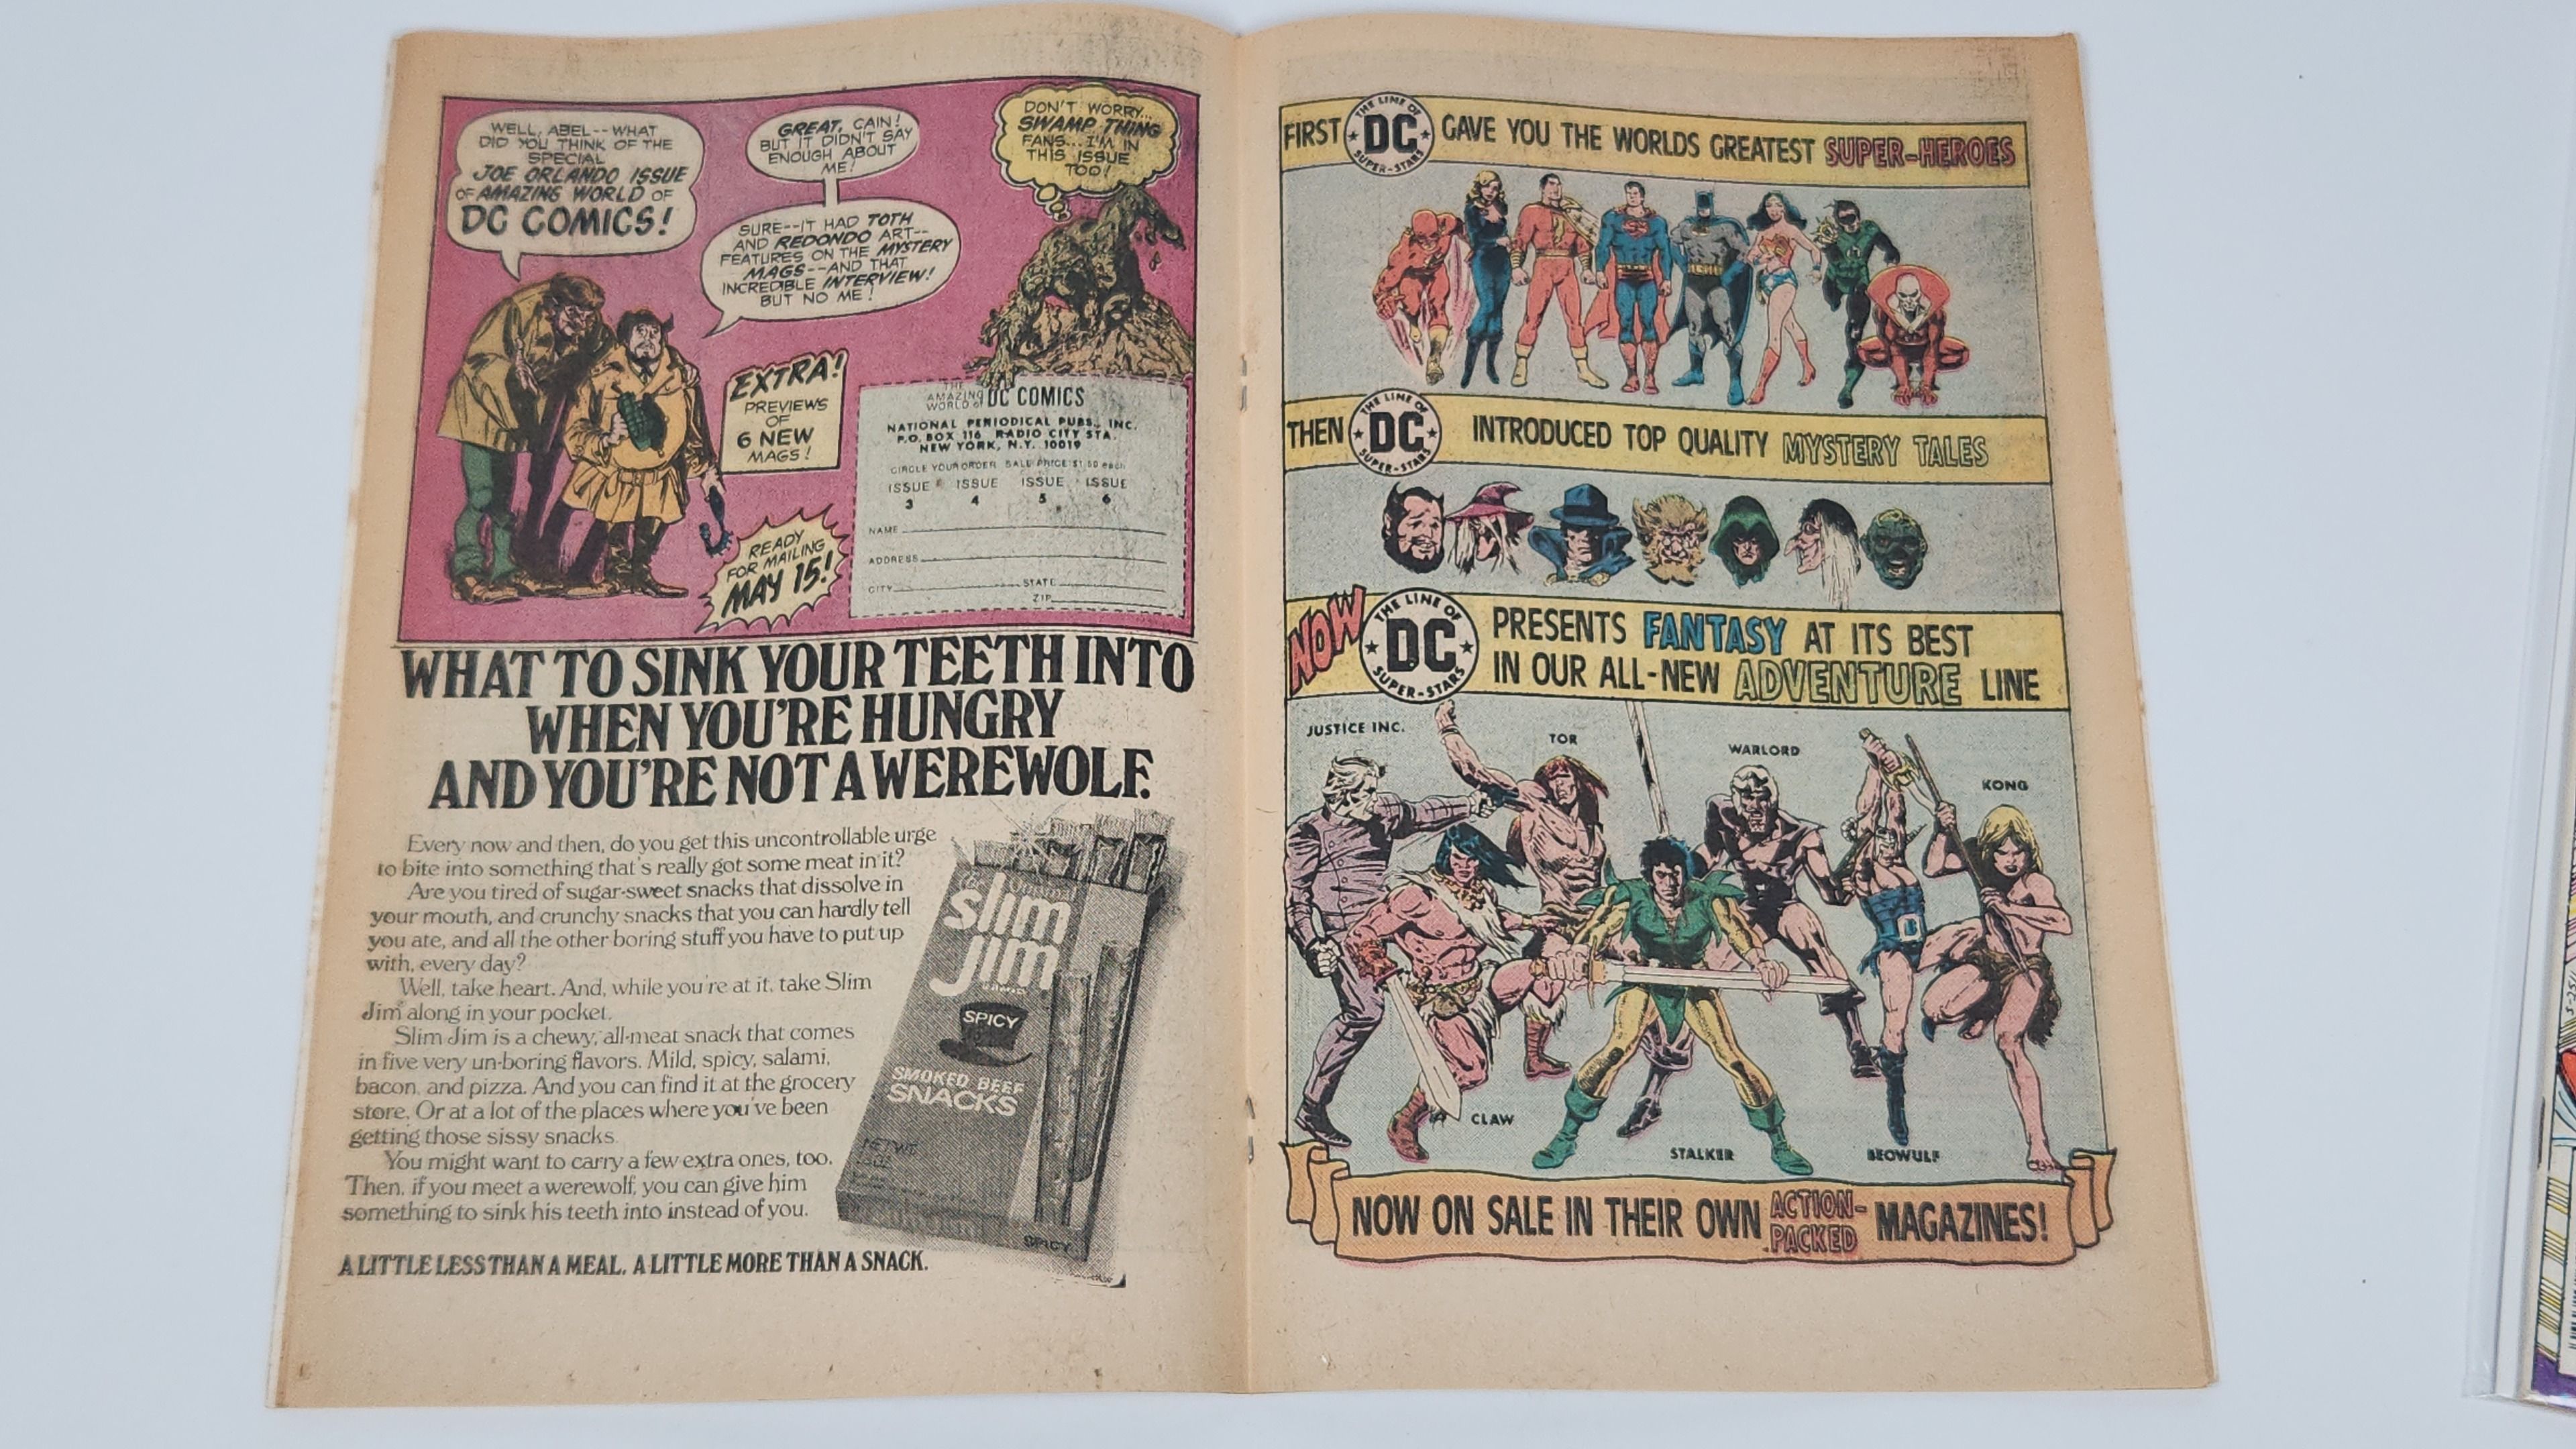 WELL, ABEL--WHAT
DID YOU THINK OF THE
SPECIAL
JOE ORLANDO ISSUE
OF AMAZING WORLD OF
DC COMICS!
GREAT, CAIN!
BUT IT DIDN'T SAY
ENOUGH ABOUT
ME!
SURE--IT HAD TOTH
AND REDONDO ART--
FEATURES ON THE MYSTERY
MAGS--AND THAT
INCREDIBLE INTERVIEW!
BUT NO ME!
DON'T WORRY...
SWAMP THING
FANS...I'M IN
THIS ISSUE
TOO!
EXTRA!
PREVIEWS
OF
6 NEW
MAGS!
READY
FOR MAILING
MAY 15!
THE
AMAZING
WORLD of DC COMICS
NATIONAL PERIODICAL PUBS., INC.
P.O. BOX 116 RADIO CITY STA.
NEW YORK, N.Y. 10019
CIRCLE YOUR ORDER SALE PRICE $1.50 each
ISSUE ISSUE ISSUE ISSUE
3 4 5 6
NAME
ADDRESS
CITY STATE
ZIP
WHAT TO SINK YOUR TEETH INTO
WHEN YOU'RE HUNGRY
AND YOU'RE NOT A WEREWOLF.
Every now and then, do you get this uncontrollable urge
to bite into something that's really got some meat in it?
Are you tired of sugar-sweet snacks that dissolve in
your mouth, and crunchy snacks that you can hardly tell
you ate, and all the other boring stuff you have to put up
with, every day?
Well, take heart. And, while you're at it, take Slim
Jim along in your pocket.
Slim Jim is a chewy, all-meat snack that comes
in five very un-boring flavors. Mild, spicy, salami,
bacon, and pizza. And you can find it at the grocery
store. Or at a lot of the places where you've been
getting those sissy snacks.
You might want to carry a few extra ones, too.
Then, if you meet a werewolf, you can give him
something to sink his teeth into instead of you.
A LITTLE LESS THAN A MEAL. A LITTLE MORE THAN A SNACK.
slim
jim
SPICY
SMOKED BEEF
SNACKS
NET WT.
SPICY
FIRST THE LINE OF DC SUPER-STARS GAVE YOU THE WORLDS GREATEST SUPER-HEROES
THEN THE LINE OF DC SUPER-STARS INTRODUCED TOP QUALITY MYSTERY TALES
NOW THE LINE OF DC SUPER-STARS PRESENTS FANTASY AT ITS BEST
IN OUR ALL-NEW ADVENTURE LINE
JUSTICE INC.
TOR
WARLORD
KONG
CLAW
STALKER
BEOWULF
NOW ON SALE IN THEIR OWN ACTION-PACKED MAGAZINES!